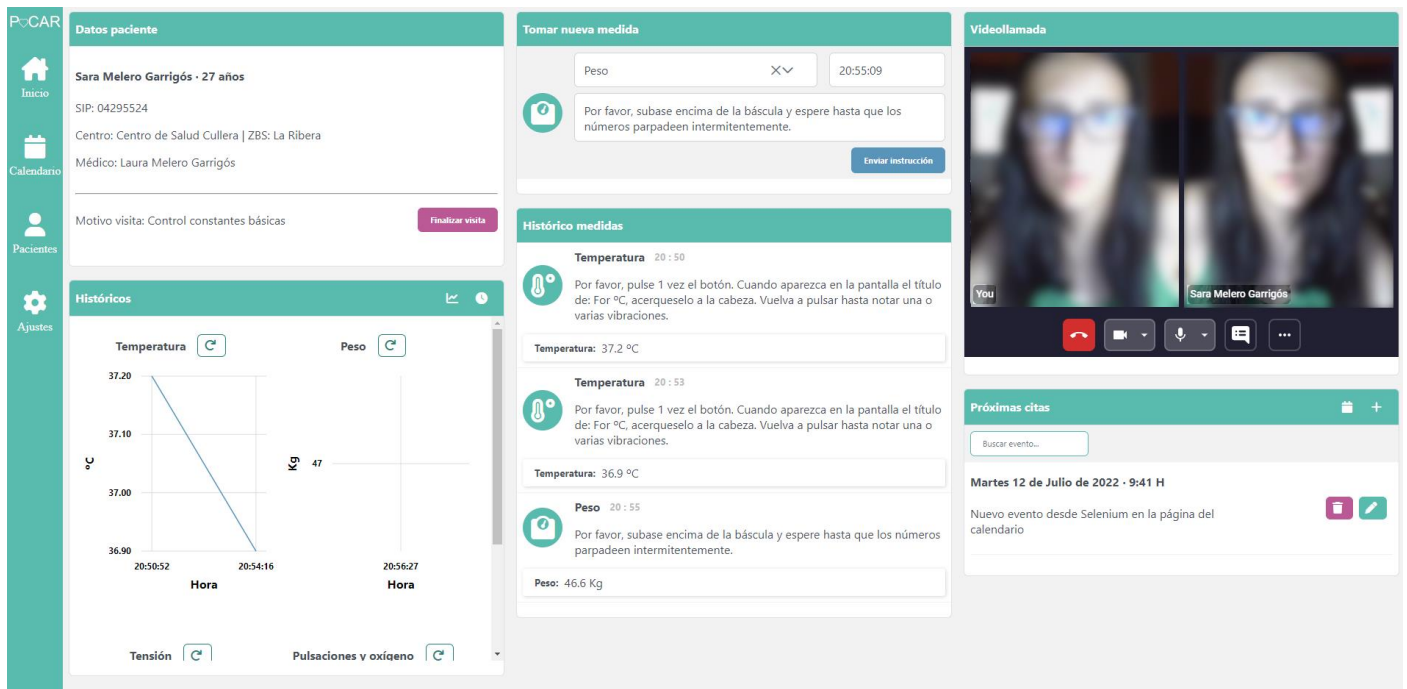 PoCAR
Inicio
Calendario
Pacientes
Ajustes
Datos paciente
Sara Melero Garrigós · 27 años
SIP: 04295524
Centro: Centro de Salud Cullera | ZBS: La Ribera
Médico: Laura Melero Garrigós
Motivo visita: Control constantes básicas
Finalizar visita
Históricos
Temperatura
Peso
37.20
37.10
37.00
36.90
ºC
20:50:52
20:54:16
Hora
Kg
47
20:56:27
Hora
Tensión
Pulsaciones y oxígeno
Tomar nueva medida
Peso
20:55:09
Por favor, subase encima de la báscula y espere hasta que los
números parpadeen intermitentemente.
Enviar instrucción
Histórico medidas
Temperatura 20 : 50
Por favor, pulse 1 vez el botón. Cuando aparezca en la pantalla el título
de: For ºC, acerqueselo a la cabeza. Vuelva a pulsar hasta notar una o
varias vibraciones.
Temperatura: 37.2 ºC
Temperatura 20 : 53
Por favor, pulse 1 vez el botón. Cuando aparezca en la pantalla el título
de: For ºC, acerqueselo a la cabeza. Vuelva a pulsar hasta notar una o
varias vibraciones.
Temperatura: 36.9 ºC
Peso 20 : 55
Por favor, subase encima de la báscula y espere hasta que los números
parpadeen intermitentemente.
Peso: 46.6 Kg
Videollamada
You
Sara Melero Garrigós
Próximas citas
Buscar evento...
Martes 12 de Julio de 2022 · 9:41 H
Nuevo evento desde Selenium en la página del
calendario